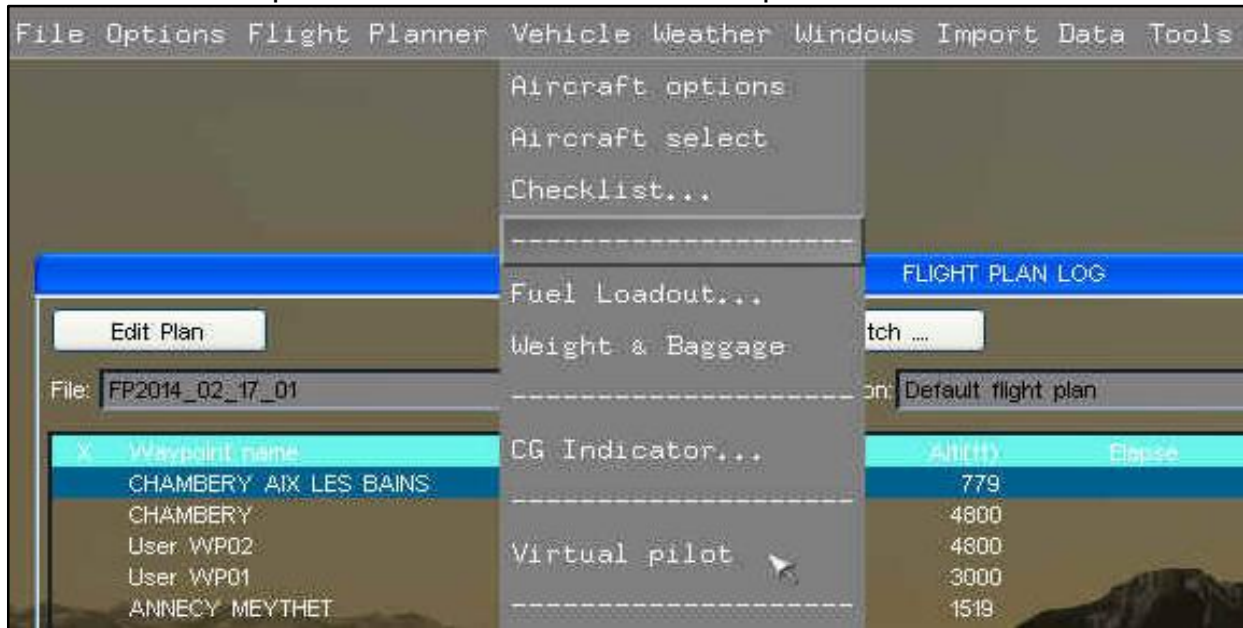 File Options Flight Planner Vehicle Weather Windows Import Data Tools
Aircraft options
Aircraft select
Checklist...
--------------------
FLIGHT PLAN LOG
Fuel Loadout...
Edit Plan
tch ....
Weight & Baggage
File: FP2014_02_17_01
on: Default flight plan
--------------------
X Waypoint name Alt(ft) Elapse
CG Indicator...
CHAMBERY AIX LES BAINS 779
--------------------
CHAMBERY 4800
User WP02 4800
Virtual pilot
User WP01 3000
ANNECY MEYTHET 1519
--------------------